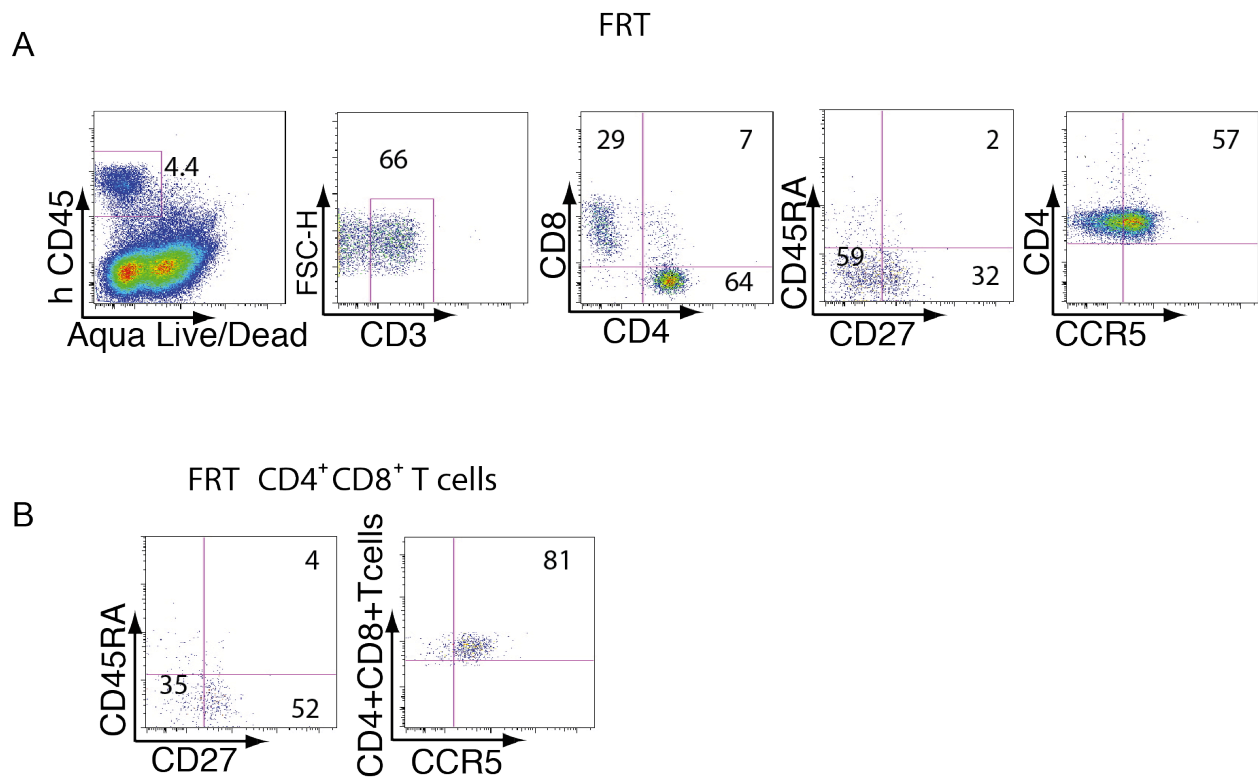 FRT
A
h CD45
4.4
Aqua Live/Dead
FSC-H
66
CD3
CD8
29
7
64
CD4
CD45RA
2
59
32
CD27
CD4
57
CCR5
FRT CD4⁺CD8⁺ T cells
B
CD45RA
4
35
52
CD27
CD4+CD8+Tcells
81
CCR5